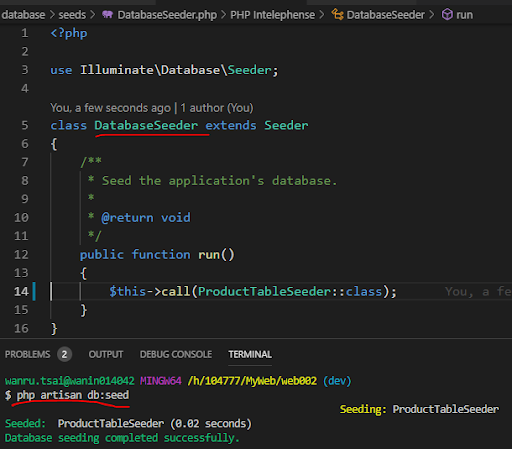 database > seeds > DatabaseSeeder.php > PHP Intelephense > DatabaseSeeder > run
1 <?php
2
3 use Illuminate\Database\Seeder;
4
You, a few seconds ago | 1 author (You)
5 class DatabaseSeeder extends Seeder
6 {
7 /**
8 * Seed the application's database.
9 *
10 * @return void
11 */
12 public function run()
13 {
14 $this->call(ProductTableSeeder::class); You, a fe
15 }
16 }
PROBLEMS 2 OUTPUT DEBUG CONSOLE TERMINAL
wanru.tsai@wanin014042 MINGW64 /h/104777/MyWeb/web002 (dev)
$ php artisan db:seed
Seeding: ProductTableSeeder
Seeded: ProductTableSeeder (0.02 seconds)
Database seeding completed successfully.